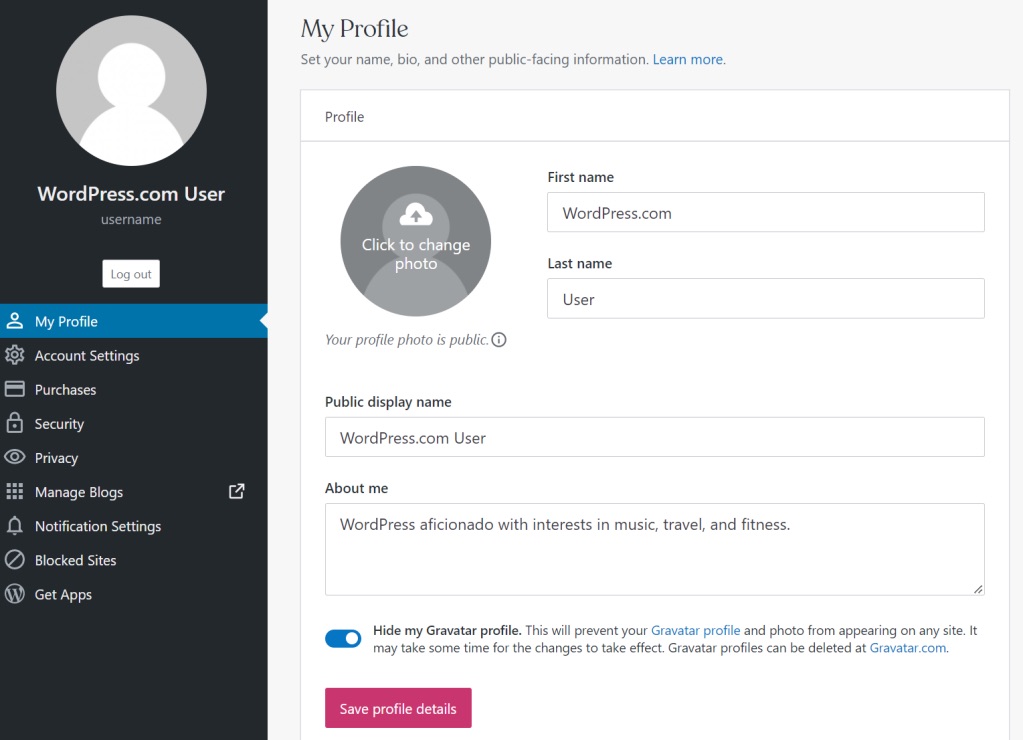 WordPress.com User
username
Log out
My Profile
Account Settings
Purchases
Security
Privacy
Manage Blogs
Notification Settings
Blocked Sites
Get Apps
My Profile
Set your name, bio, and other public-facing information. Learn more.
Profile
Click to change
photo
Your profile photo is public.
First name
WordPress.com
Last name
User
Public display name
WordPress.com User
About me
WordPress aficionado with interests in music, travel, and fitness.
Hide my Gravatar profile. This will prevent your Gravatar profile and photo from appearing on any site. It
may take some time for the changes to take effect. Gravatar profiles can be deleted at Gravatar.com.
Save profile details